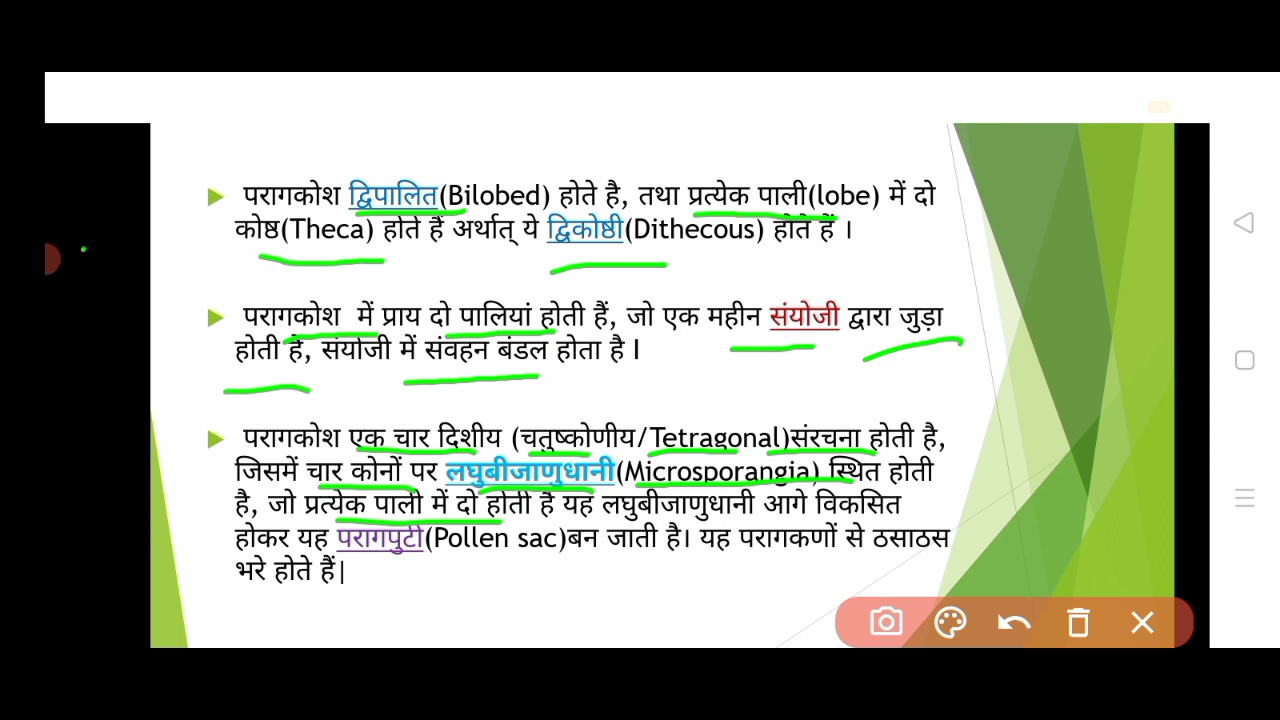 परागकोश द्विपालित(Bilobed) होते है, तथा प्रत्येक पाली(lobe) में दो
कोष्ठ(Theca) होते हैं अर्थात् ये द्विकोष्ठी(Dithecous) होते हैं ।
परागकोश में प्राय दो पालियां होती हैं, जो एक महीन संयोजी द्वारा जुड़ा
होती है, संयोजी में संवहन बंडल होता है I
परागकोश एक चार दिशीय (चतुष्कोणीय/Tetragonal)संरचना होती है,
जिसमें चार कोनों पर लघुबीजाणुधानी(Microsporangia) स्थित होती
है, जो प्रत्येक पाली में दो होती है यह लघुबीजाणुधानी आगे विकसित
होकर यह परागपुटी(Pollen sac)बन जाती है। यह परागकणों से ठसाठस
भरे होते हैं|